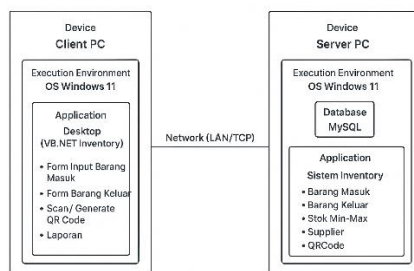 Device
Client PC
Execution Environment
OS Windows 11
Application
Desktop
(VB.NET Inventory)
• Form Input Barang
Masuk
• Form Barang Keluar
• Scan/ Generate
QR Code
• Laporan
Network (LAN/TCP)
Device
Server PC
Execution Environment
OS Windows 11
Database
MySQL
Application
Sistem Inventory
• Barang Masuk
• Barang Keluar
• Stok Min-Max
• Supplier
• QRCode